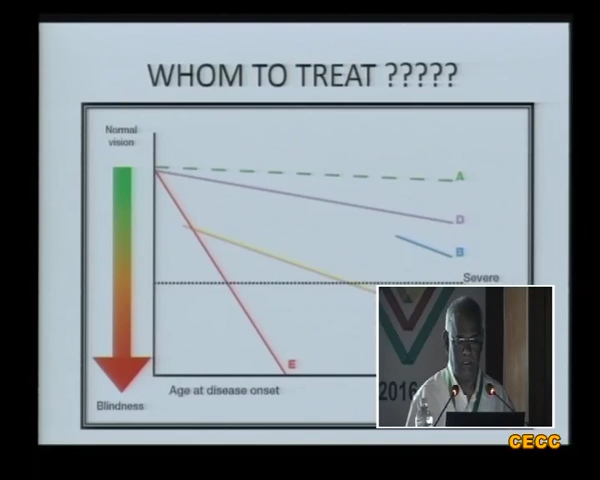 WHOM TO TREAT ?????
Normal
vision
A
D
B
Severe
E
Age at disease onset
Blindness
2016
CECC